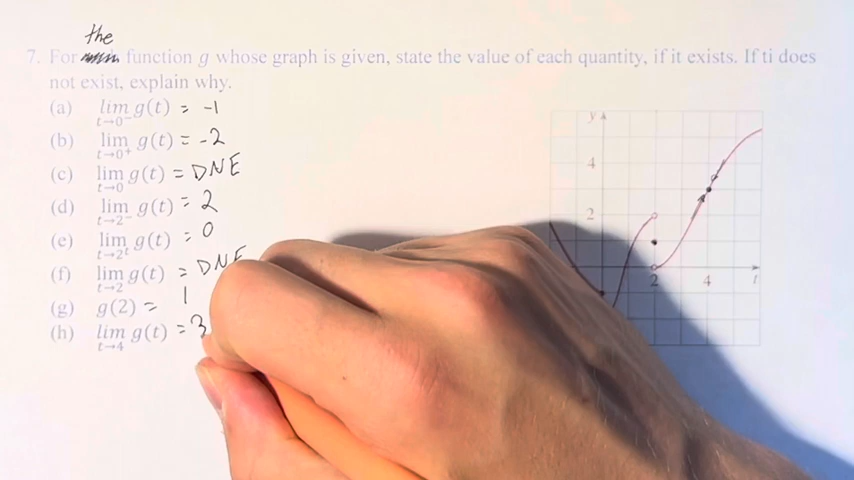 the
7. For function g whose graph is given, state the value of each quantity, if it exists. If ti does
not exist, explain why.
(a) lim g(t) = -1
t→0⁻
(b) lim g(t) = -2
t→0⁺
(c) lim g(t) = DNE
t→0
(d) lim g(t) = 2
t→2⁻
(e) lim g(t) = 0
t→2⁺
(f) lim g(t) = DNE
t→2
(g) g(2) = 1
(h) lim g(t) = 3
t→4
y
4
2
2 4 t